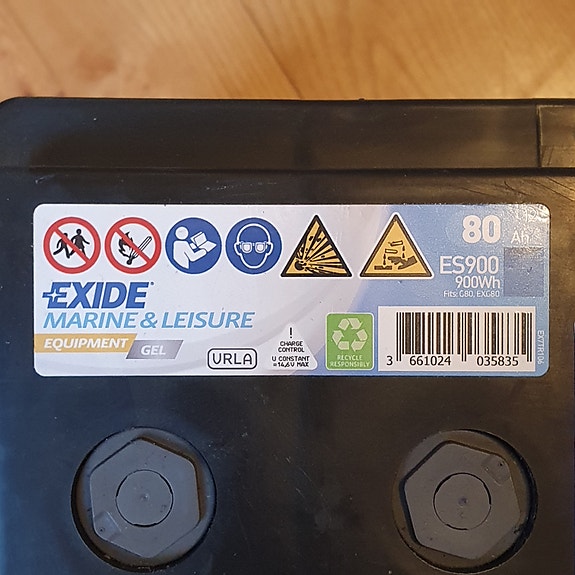 80 Ah
ES900
900Wh
Fits: G80, EXG80
EXIDE
MARINE & LEISURE
EQUIPMENT GEL
VRLA
!
CHARGE
CONTROL
U CONSTANT
=14,6V MAX
RECYCLE
RESPONSIBLY
3 661024 035835
EXTTR104